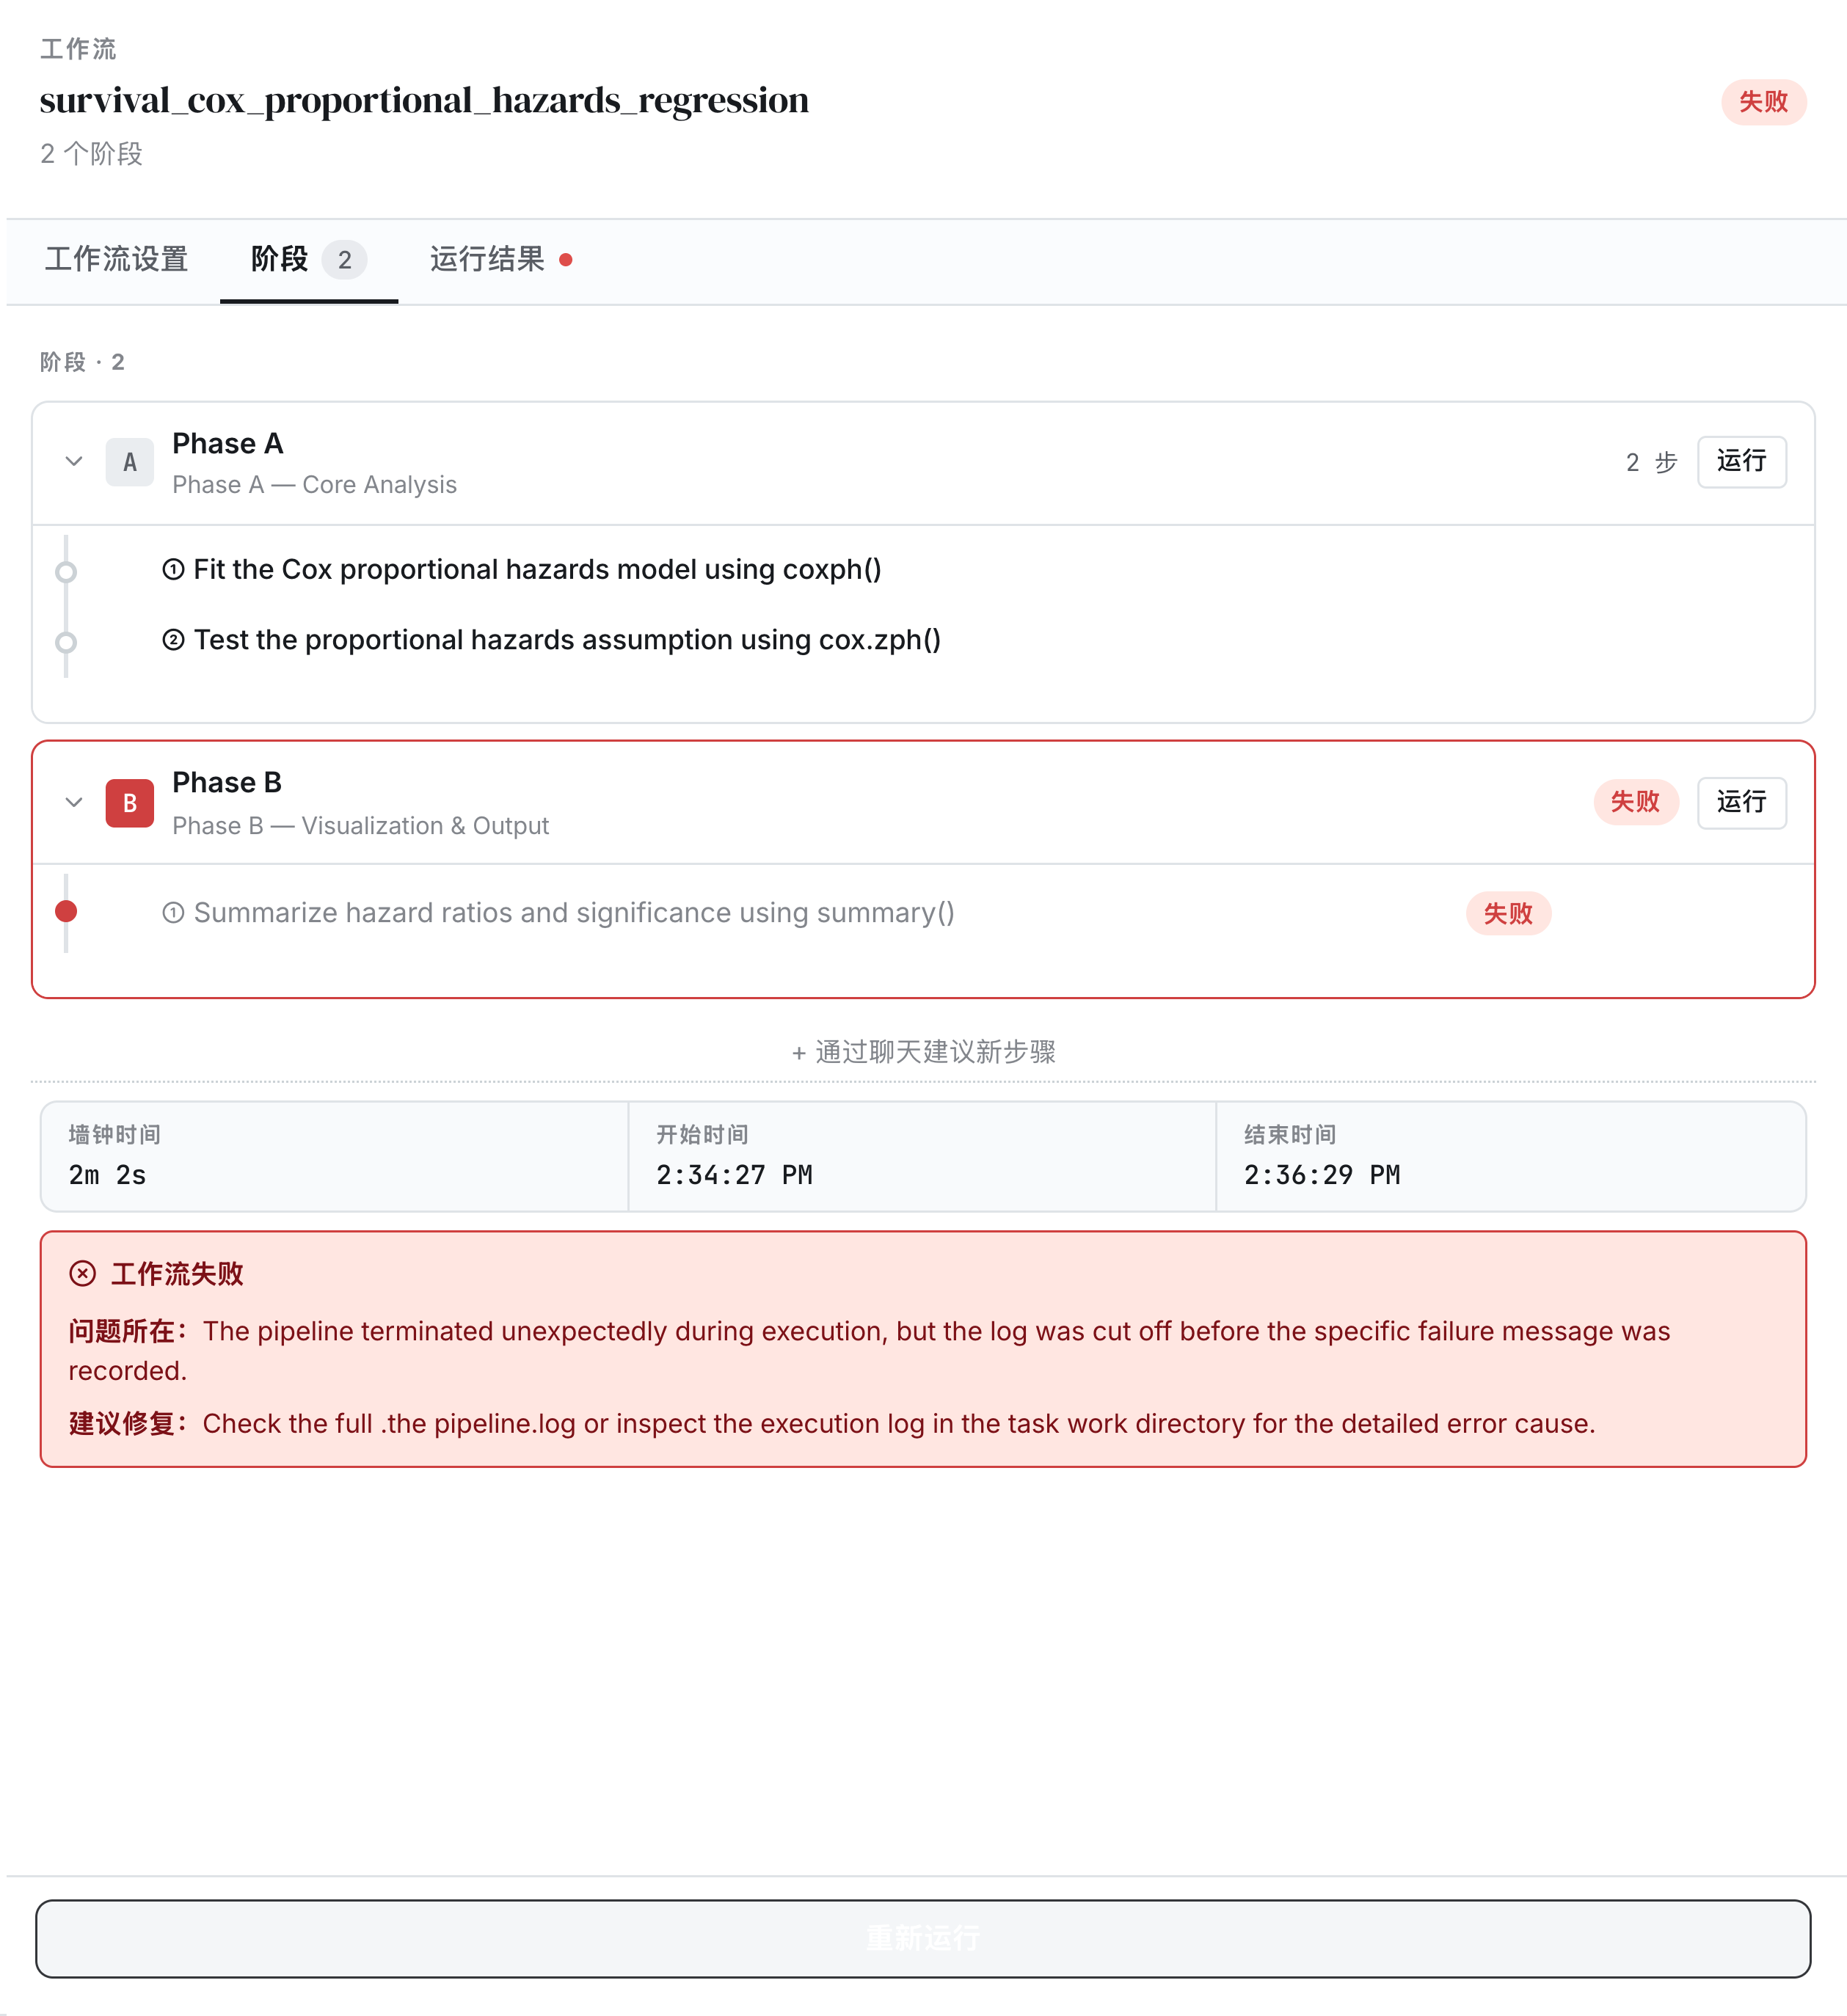 工作流
survival_cox_proportional_hazards_regression
失败
2 个阶段
工作流设置
阶段 2
运行结果
阶段 · 2
A
Phase A
Phase A — Core Analysis
2 步
运行
① Fit the Cox proportional hazards model using coxph()
② Test the proportional hazards assumption using cox.zph()
B
Phase B
Phase B — Visualization & Output
失败
运行
① Summarize hazard ratios and significance using summary()
失败
+ 通过聊天建议新步骤
墙钟时间
2m 2s
开始时间
2:34:27 PM
结束时间
2:36:29 PM
工作流失败
问题所在： The pipeline terminated unexpectedly during execution, but the log was cut off before the specific failure message was
recorded.
建议修复： Check the full .the pipeline.log or inspect the execution log in the task work directory for the detailed error cause.
重新运行